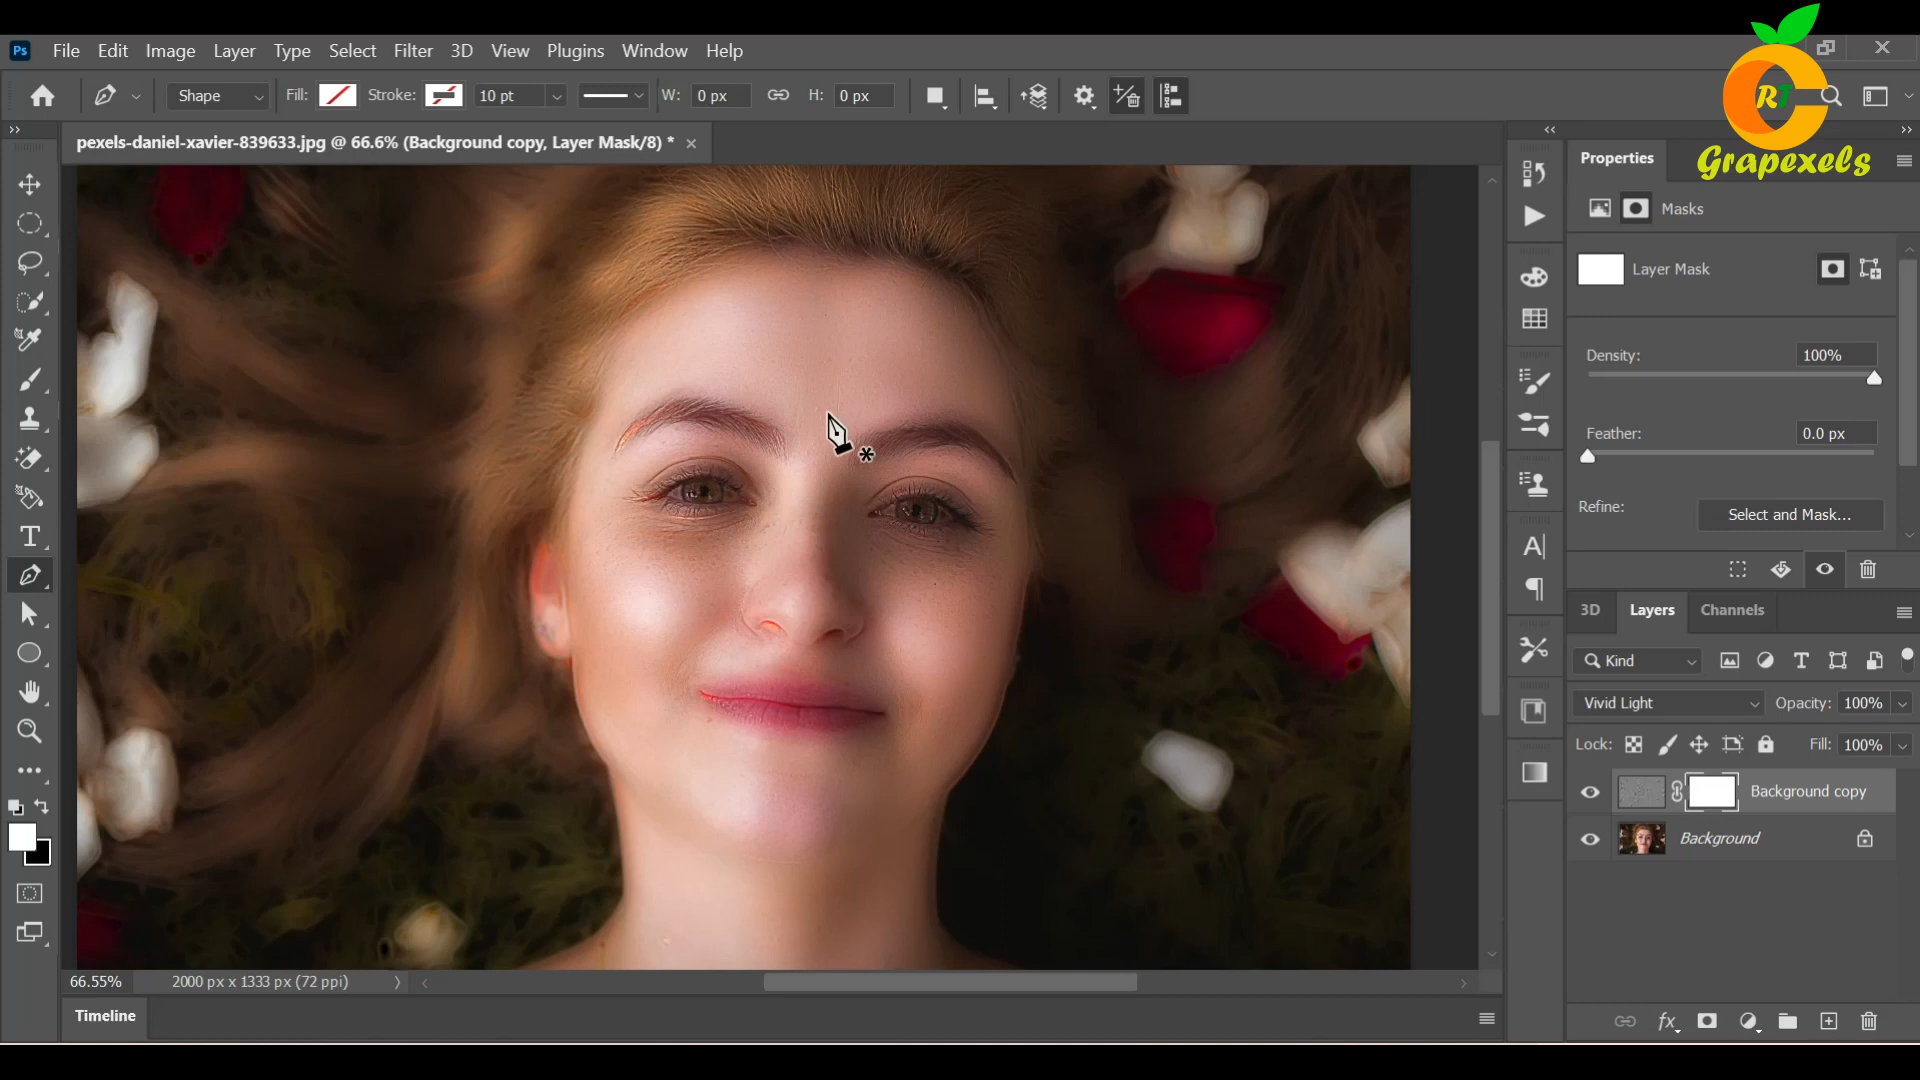 Ps File Edit Image Layer Type Select Filter 3D View Plugins Window Help
Shape Fill: Stroke: 10 pt W: 0 px H: 0 px
RT
Grapexels
pexels-daniel-xavier-839633.jpg @ 66.6% (Background copy, Layer Mask/8) *
Properties
Masks
Layer Mask
Density: 100%
Feather: 0.0 px
Refine: Select and Mask...
3D Layers Channels
Kind
Vivid Light Opacity: 100%
Lock: Fill: 100%
Background copy
Background
66.55% 2000 px x 1333 px (72 ppi)
Timeline